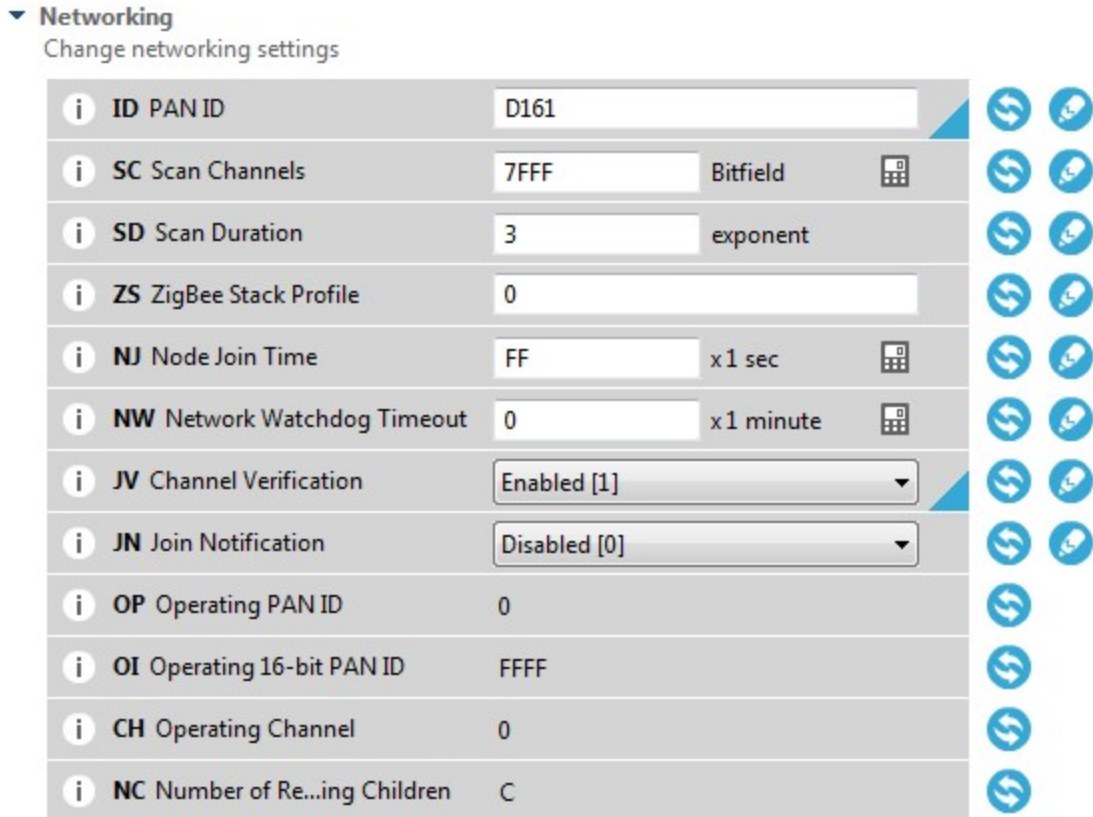 Networking
Change networking settings
i ID PAN ID D161
i SC Scan Channels 7FFF Bitfield
i SD Scan Duration 3 exponent
i ZS ZigBee Stack Profile 0
i NJ Node Join Time FF x 1 sec
i NW Network Watchdog Timeout 0 x 1 minute
i JV Channel Verification Enabled [1]
i JN Join Notification Disabled [0]
i OP Operating PAN ID 0
i OI Operating 16-bit PAN ID FFFF
i CH Operating Channel 0
i NC Number of Re...ing Children C